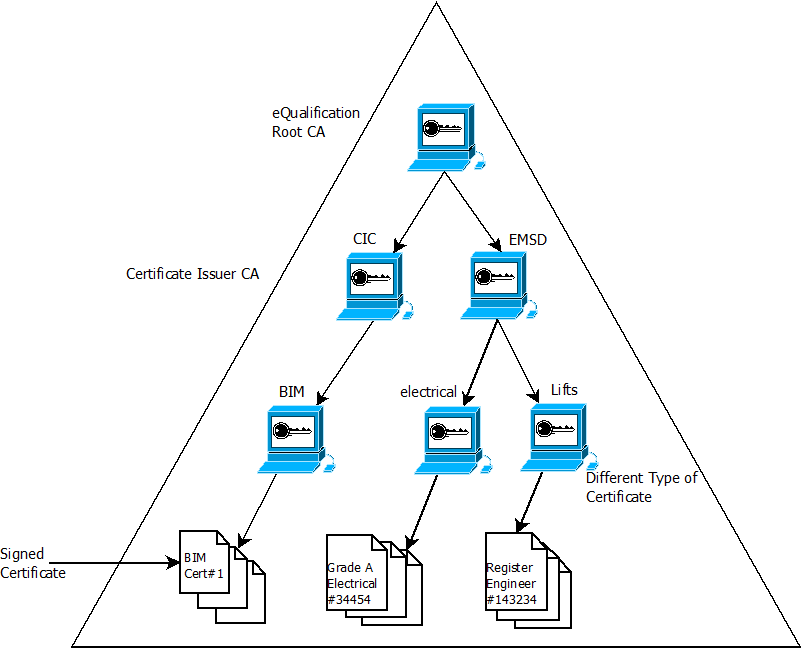 eQualification
Root CA
CIC
EMSD
Certificate Issuer CA
BIM
electrical
Lifts
Different Type of
Certificate
Signed
Certificate
BIM
Cert#1
Grade A
Electrical
#34454
Register
Engineer
#143234